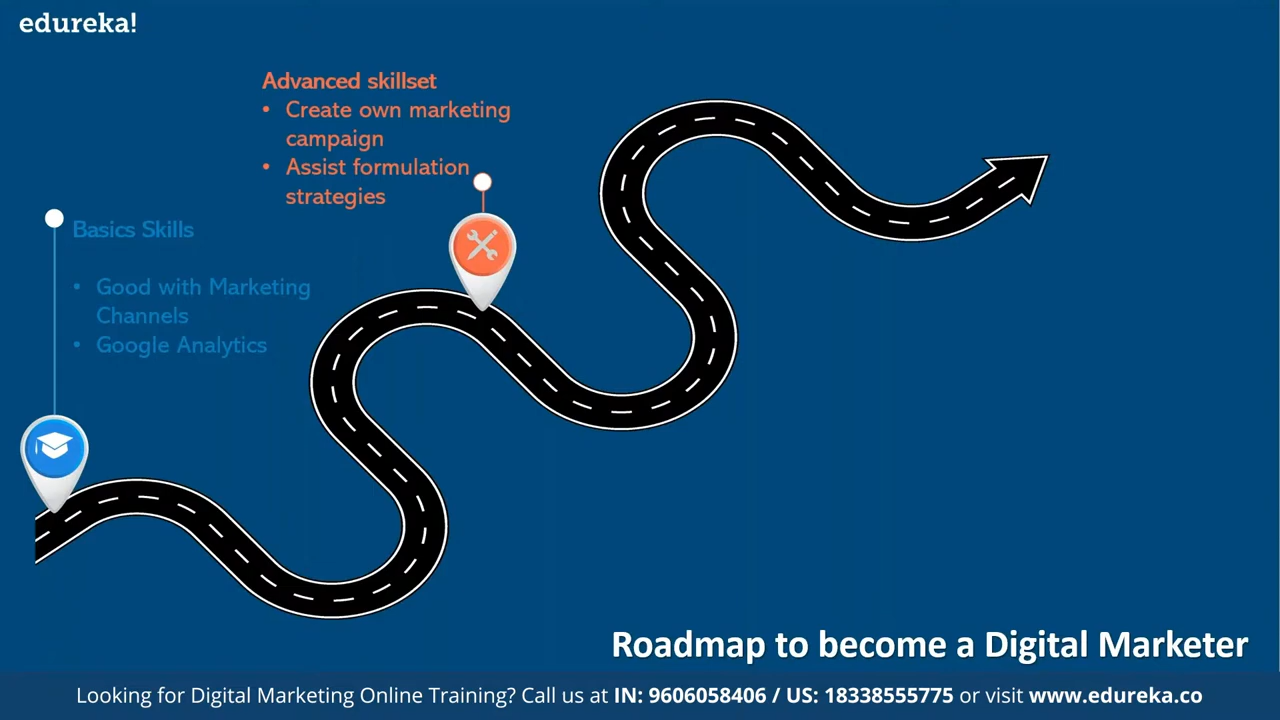 edureka!
Advanced skillset
• Create own marketing
campaign
• Assist formulation
strategies
Basics Skills
• Good with Marketing
Channels
• Google Analytics
Roadmap to become a Digital Marketer
Looking for Digital Marketing Online Training? Call us at IN: 9606058406 / US: 18338555775 or visit www.edureka.co